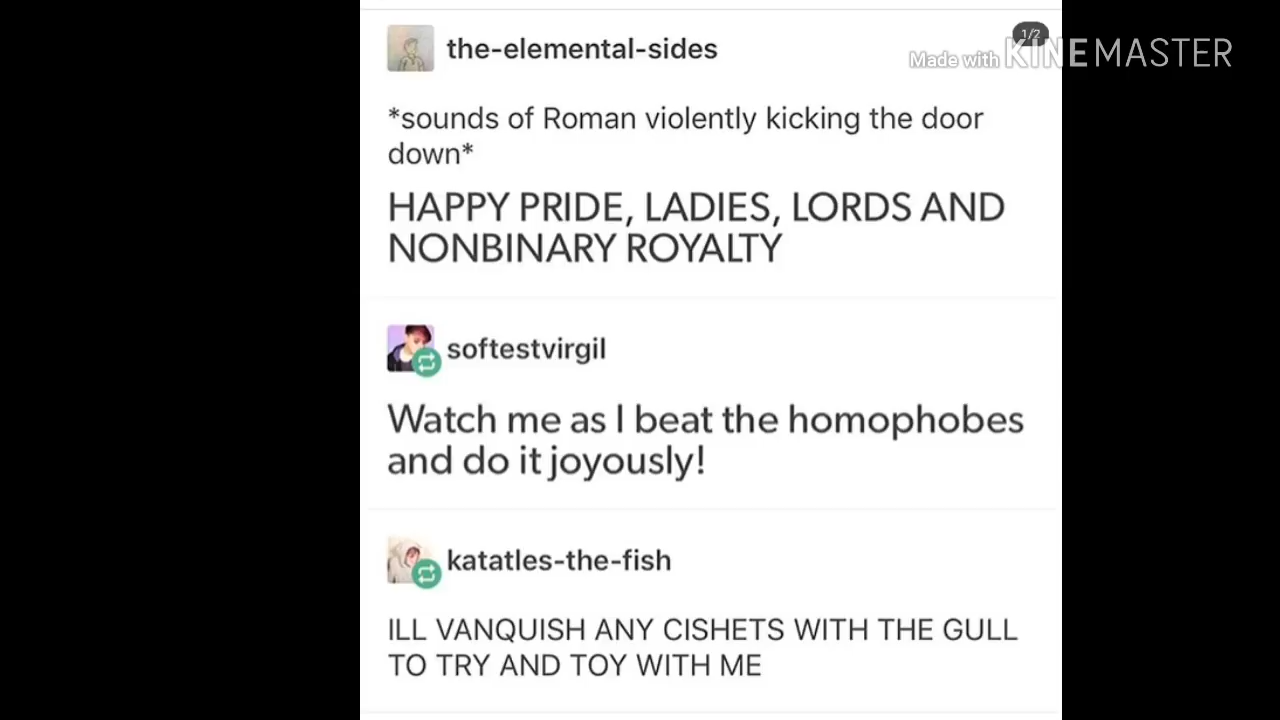 the-elemental-sides
1/2
Made with KINEMASTER
*sounds of Roman violently kicking the door
down*
HAPPY PRIDE, LADIES, LORDS AND
NONBINARY ROYALTY
softestvirgil
Watch me as I beat the homophobes
and do it joyously!
katatles-the-fish
ILL VANQUISH ANY CISHETS WITH THE GULL
TO TRY AND TOY WITH ME